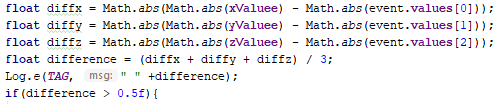 float diffx = Math.abs(Math.abs(xValuee) - Math.abs(event.values[0]));
float diffy = Math.abs(Math.abs(yValuee) - Math.abs(event.values[1]));
float diffz = Math.abs(Math.abs(zValuee) - Math.abs(event.values[2]));
float difference = (diffx + diffy + diffz) / 3;
Log.e(TAG, msg: " " +difference);
if(difference > 0.5f){